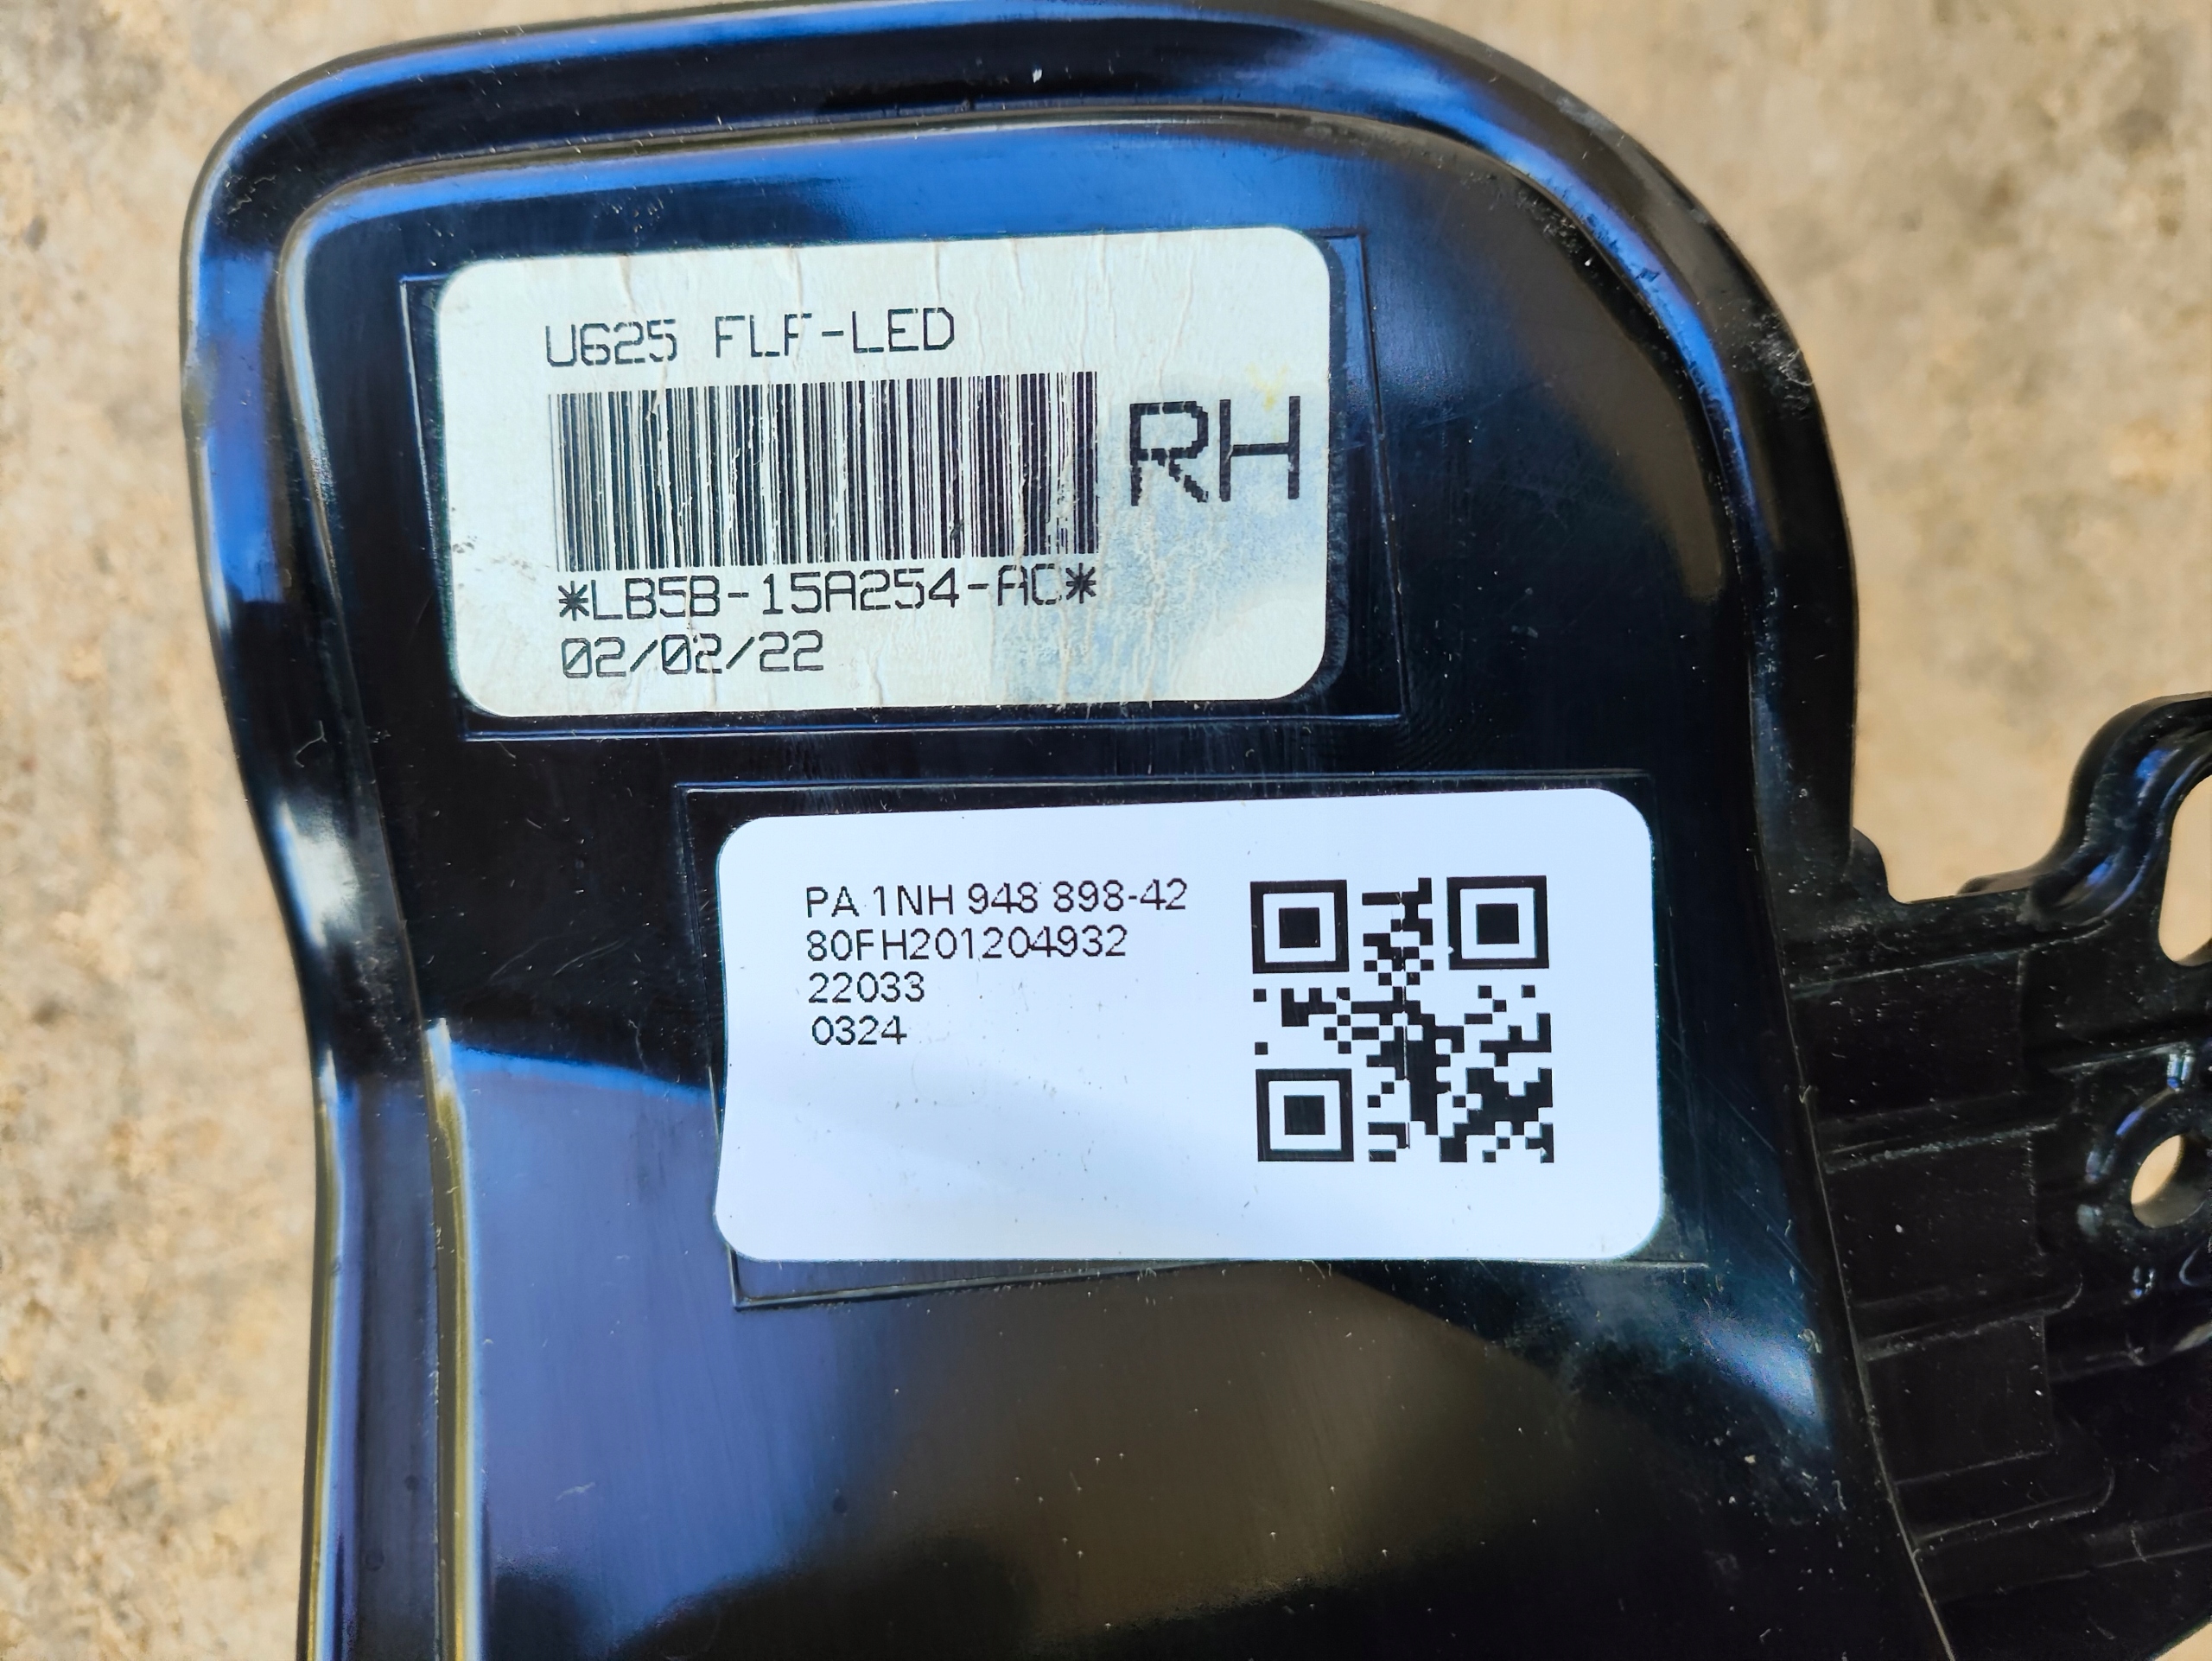 U625 FLF-LED
RH
*LB5B-15A254-AC*
02/02/22
PA 1NH 948 898-42
80FH201204932
22033
0324